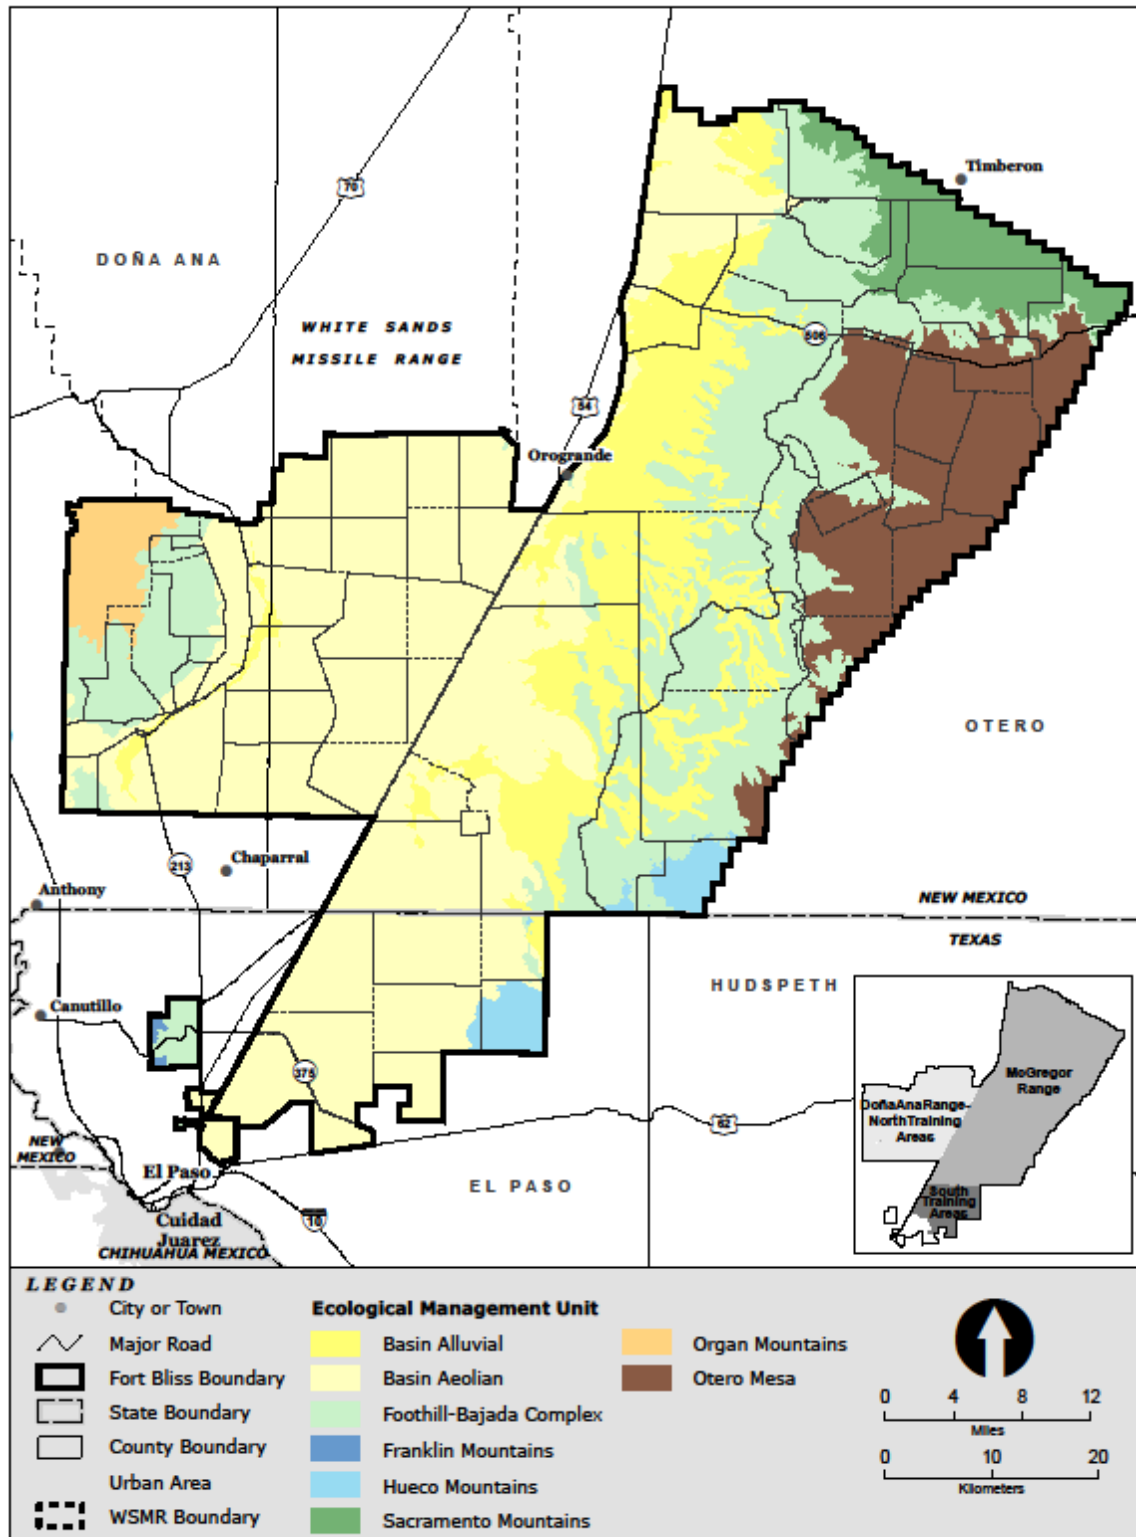 Timberon
70
DOÑA ANA
WHITE SANDS
MISSILE RANGE
506
54
Orogrande
OTERO
213
Chaparral
Anthony
NEW MEXICO
TEXAS
HUDSPETH
Canutillo
375
62
NEW
MEXICO
El Paso
EL PASO
10
Cuidad
Juarez
CHIHUAHUA MEXICO
McGregor
Range
DoñaAnaRange-
NorthTraining
Areas
South
Training
Areas
LEGEND
City or Town
Major Road
Fort Bliss Boundary
State Boundary
County Boundary
Urban Area
WSMR Boundary
Ecological Management Unit
Basin Alluvial
Basin Aeolian
Foothill-Bajada Complex
Franklin Mountains
Hueco Mountains
Sacramento Mountains
Organ Mountains
Otero Mesa
0 4 8 12
Miles
0 10 20
Kilometers